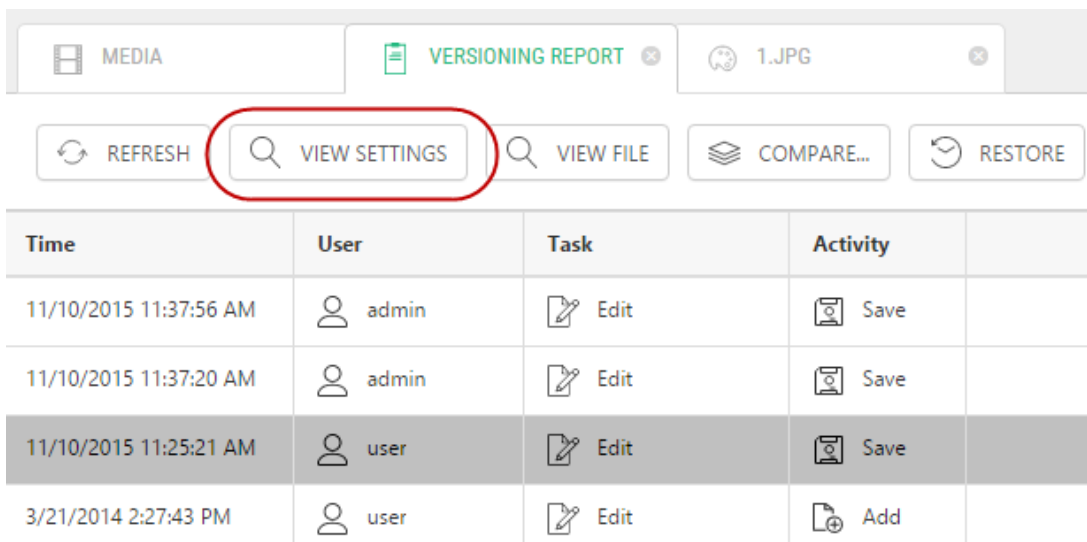 MEDIA VERSIONING REPORT 1.JPG
REFRESH VIEW SETTINGS VIEW FILE COMPARE... RESTORE
Time User Task Activity
11/10/2015 11:37:56 AM admin Edit Save
11/10/2015 11:37:20 AM admin Edit Save
11/10/2015 11:25:21 AM user Edit Save
3/21/2014 2:27:43 PM user Edit Add